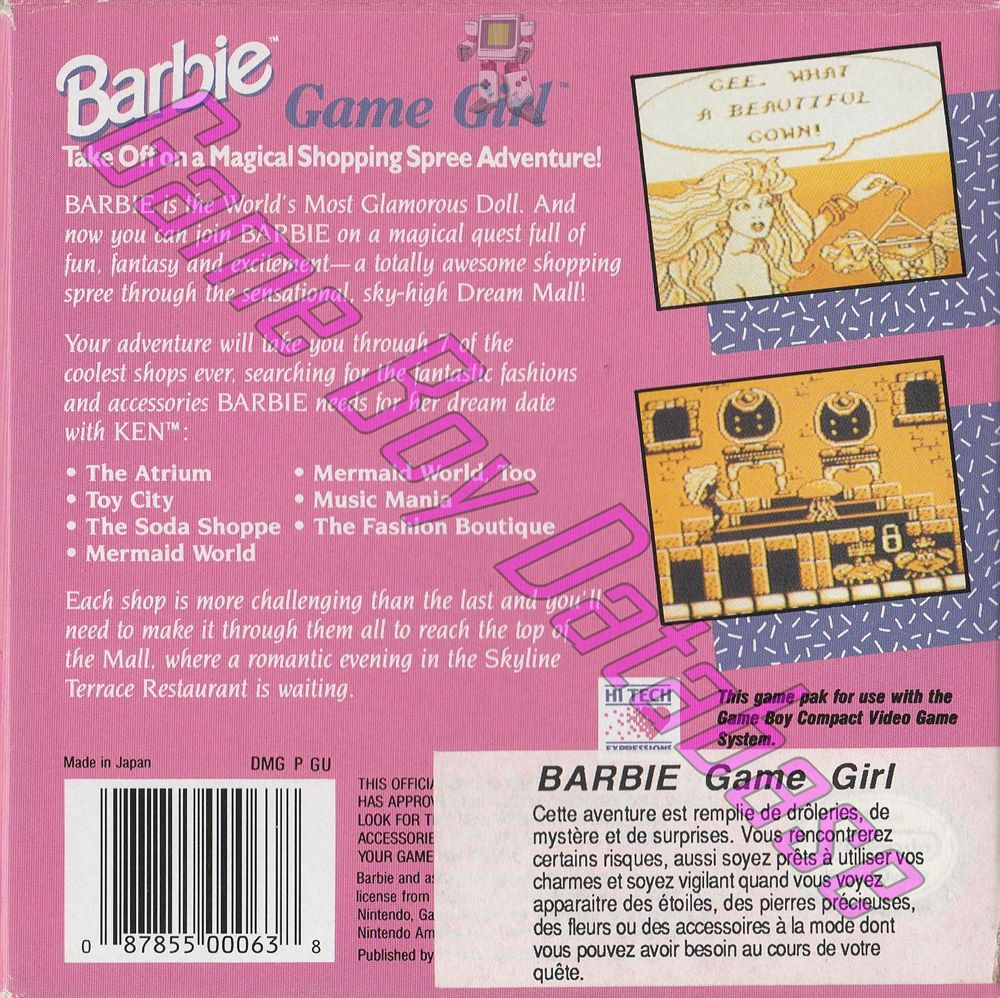 Barbie™
Game Girl™
Take Off on a Magical Shopping Spree Adventure!
BARBIE is the World's Most Glamorous Doll. And
now you can join BARBIE on a magical quest full of
fun, fantasy and excitement—a totally awesome shopping
spree through the sensational, sky-high Dream Mall!
Your adventure will take you through 7 of the
coolest shops ever, searching for the fantastic fashions
and accessories BARBIE needs for her dream date
with KEN™:
• The Atrium
• Toy City
• The Soda Shoppe
• Mermaid World
• Mermaid World, Too
• Music Mania
• The Fashion Boutique
Each shop is more challenging than the last and you'll
need to make it through them all to reach the top of
the Mall, where a romantic evening in the Skyline
Terrace Restaurant is waiting.
GEE, WHAT
A BEAUTIFUL
GOWN!
8
HI TECH
EXPRESSIONS
This game pak for use with the
Game Boy Compact Video Game
System.
Made in Japan
DMG P GU
0 87855 00063 8
THIS OFFICIA
HAS APPROV
LOOK FOR T
ACCESSORIE
YOUR GAME
Barbie and as
license from
Nintendo, Ga
Nintendo Am
Published by
BARBIE Game Girl
Cette aventure est remplie de drôleries, de
mystère et de surprises. Vous rencontrerez
certains risques, aussi soyez prêts à utiliser vos
charmes et soyez vigilant quand vous voyez
apparaitre des étoiles, des pierres précieuses,
des fleurs ou des accessoires à la mode dont
vous pouvez avoir besoin au cours de votre
quête.
Game Boy Database